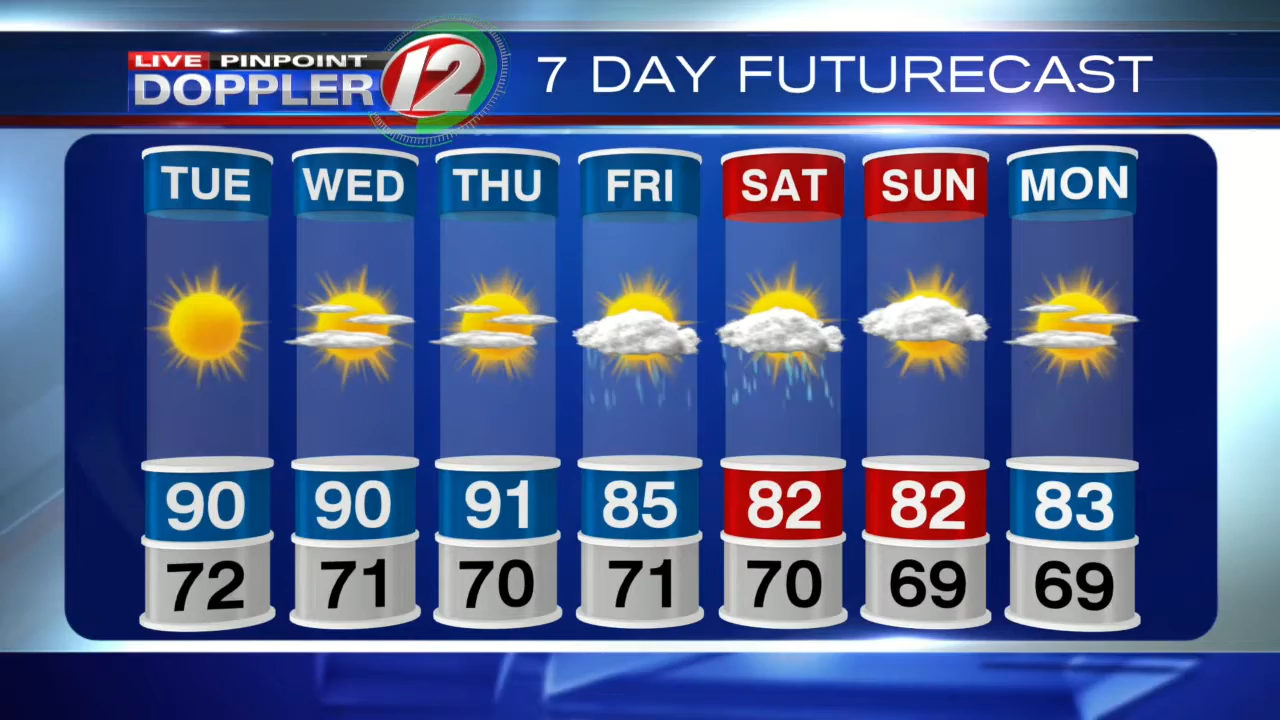 LIVE PINPOINT
DOPPLER 12
7 DAY FUTURECAST
TUE WED THU FRI SAT SUN MON
90 90 91 85 82 82 83
72 71 70 71 70 69 69